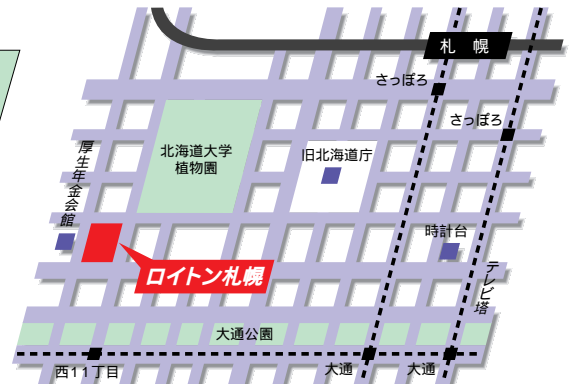 札幌
さっぽろ
さっぽろ
北海道大学
植物園
旧北海道庁
厚生年金会館
時計台
ロイトン札幌
テレビ塔
大通公園
西11丁目
大通
大通